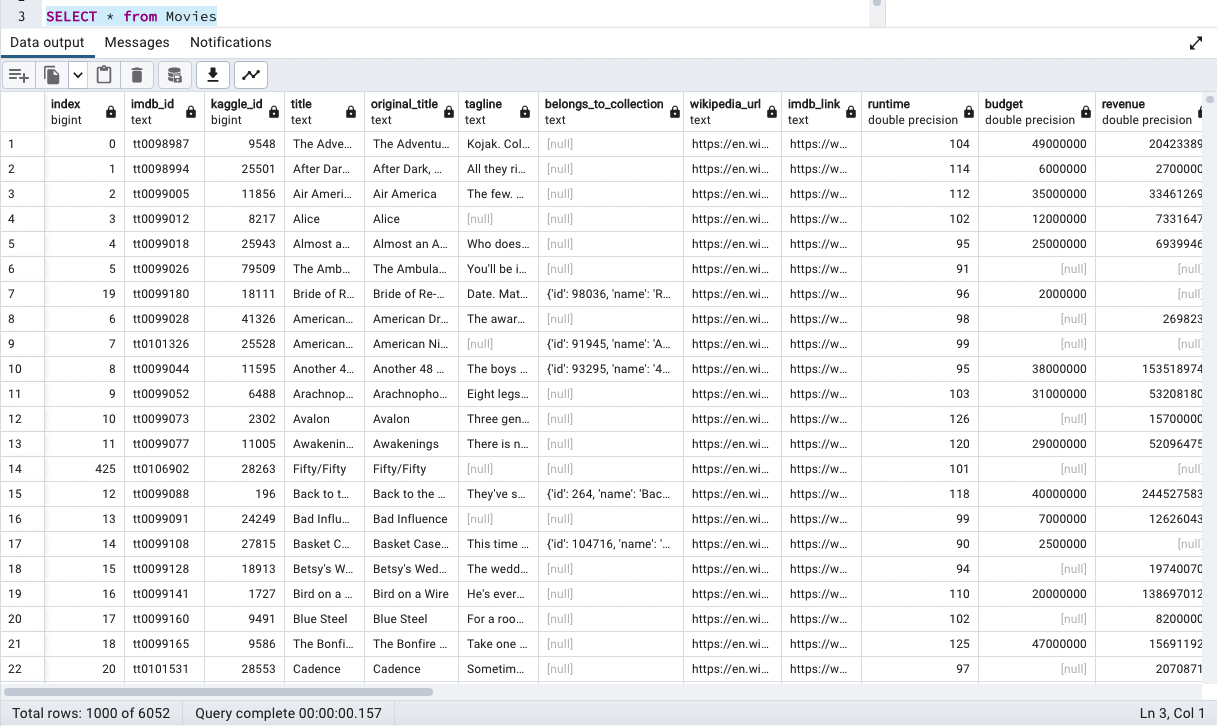 3 SELECT * from Movies
Data output Messages Notifications
index imdb_id kaggle_id title original_title tagline belongs_to_collection wikipedia_url imdb_link runtime budget revenue
bigint text bigint text text text text text text double precision double precision double precision
1 0 tt0098987 9548 The Adve... The Adventu... Kojak. Col... [null] https://en.wi... https://w... 104 49000000 20423389
2 1 tt0098994 25501 After Dar... After Dark, ... All they ri... [null] https://en.wi... https://w... 114 6000000 2700000
3 2 tt0099005 11856 Air Ameri... Air America The few. ... [null] https://en.wi... https://w... 112 35000000 33461269
4 3 tt0099012 8217 Alice Alice [null] [null] https://en.wi... https://w... 102 12000000 7331647
5 4 tt0099018 25943 Almost a... Almost an A... Who does... [null] https://en.wi... https://w... 95 25000000 6939946
6 5 tt0099026 79509 The Amb... The Ambula... You'll be i... [null] https://en.wi... https://w... 91 [null] [null]
7 19 tt0099180 18111 Bride of R... Bride of Re-... Date. Mat... {'id': 98036, 'name': 'R... https://en.wi... https://w... 96 2000000 [null]
8 6 tt0099028 41326 American... American Dr... The awar... [null] https://en.wi... https://w... 98 [null] 269823
9 7 tt0101326 25528 American... American Ni... [null] {'id': 91945, 'name': 'A... https://en.wi... https://w... 99 [null] [null]
10 8 tt0099044 11595 Another 4... Another 48 ... The boys ... {'id': 93295, 'name': '4... https://en.wi... https://w... 95 38000000 153518974
11 9 tt0099052 6488 Arachnop... Arachnopho... Eight legs... [null] https://en.wi... https://w... 103 31000000 53208180
12 10 tt0099073 2302 Avalon Avalon Three gen... [null] https://en.wi... https://w... 126 [null] 15700000
13 11 tt0099077 11005 Awakenin... Awakenings There is n... [null] https://en.wi... https://w... 120 29000000 52096475
14 425 tt0106902 28263 Fifty/Fifty Fifty/Fifty [null] [null] https://en.wi... https://w... 101 [null] [null]
15 12 tt0099088 196 Back to t... Back to the ... They've s... {'id': 264, 'name': 'Bac... https://en.wi... https://w... 118 40000000 244527583
16 13 tt0099091 24249 Bad Influ... Bad Influence [null] [null] https://en.wi... https://w... 99 7000000 12626043
17 14 tt0099108 27815 Basket C... Basket Case... This time ... {'id': 104716, 'name': '... https://en.wi... https://w... 90 2500000 [null]
18 15 tt0099128 18913 Betsy's W... Betsy's Wed... The wedd... [null] https://en.wi... https://w... 94 [null] 19740070
19 16 tt0099141 1727 Bird on a ... Bird on a Wire He's ever... [null] https://en.wi... https://w... 110 20000000 138697012
20 17 tt0099160 9491 Blue Steel Blue Steel For a roo... [null] https://en.wi... https://w... 102 [null] 8200000
21 18 tt0099165 9586 The Bonfi... The Bonfire ... Take one ... [null] https://en.wi... https://w... 125 47000000 15691192
22 20 tt0101531 28553 Cadence Cadence Sometim... [null] https://en.wi... https://w... 97 [null] 2070871
Total rows: 1000 of 6052 Query complete 00:00:00.157 Ln 3, Col 1